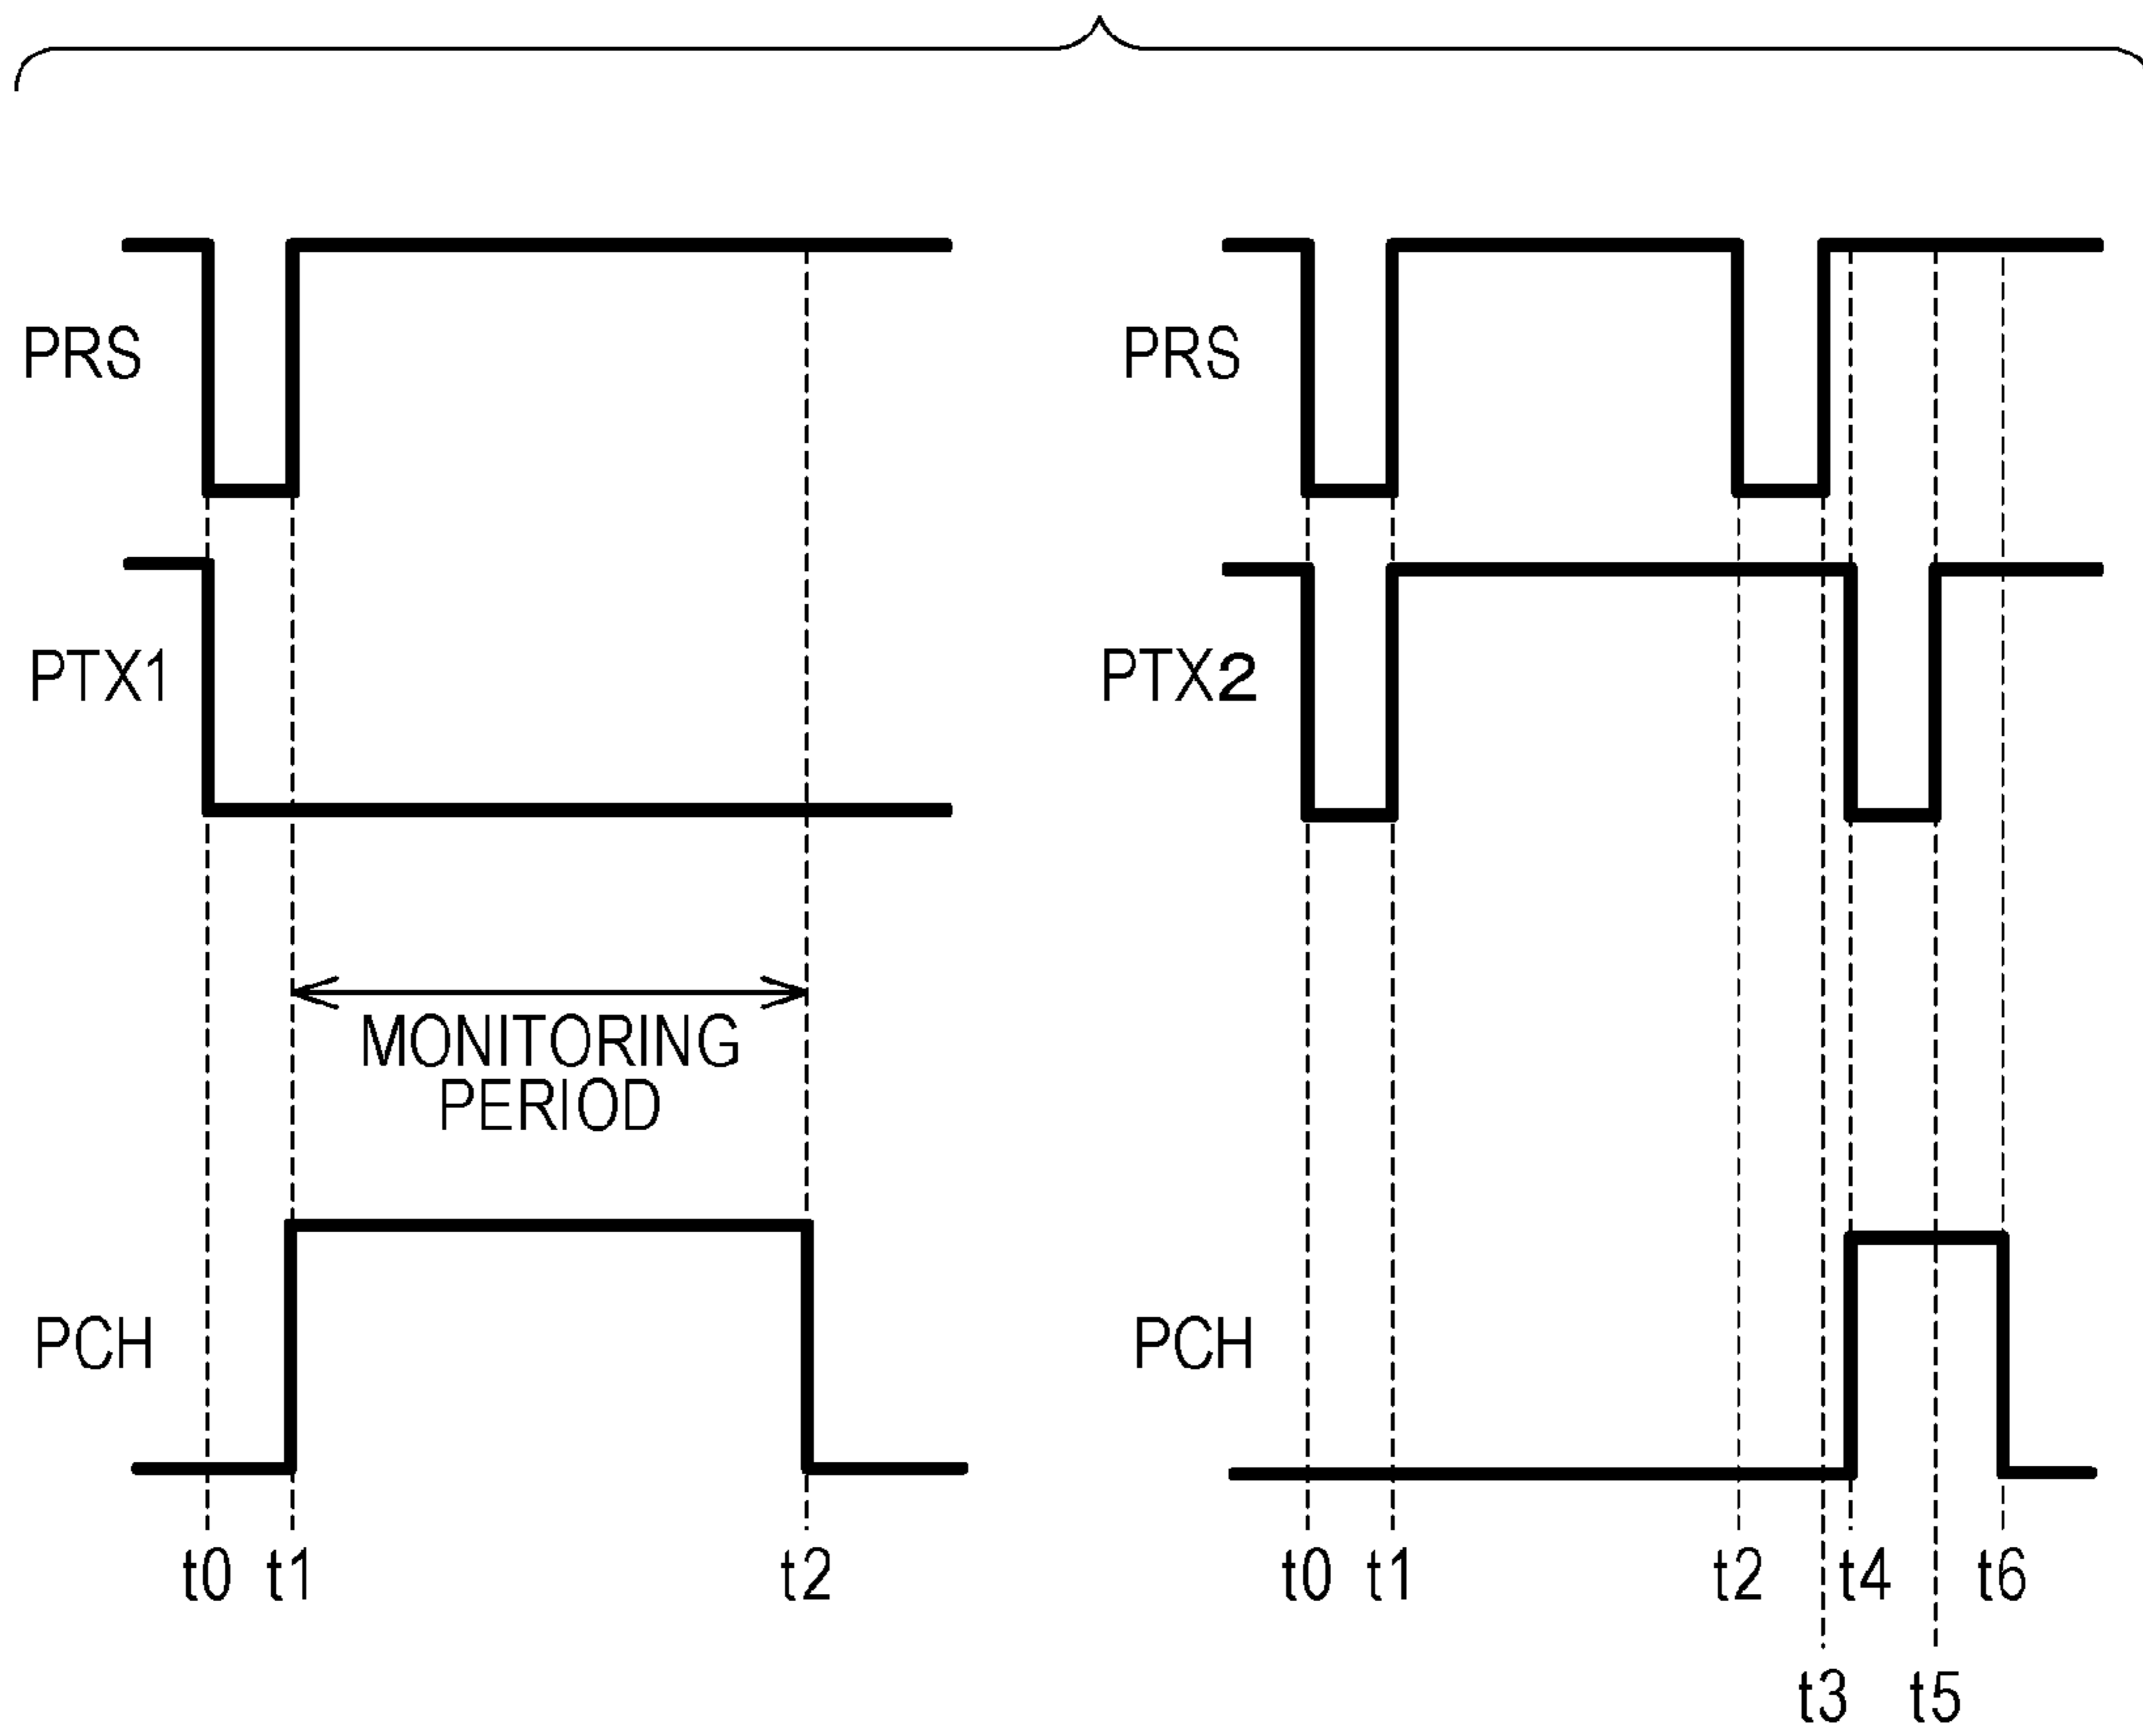 PRS
PTX1
MONITORING
PERIOD
PCH
t0 t1 t2
PRS
PTX2
PCH
t0 t1 t2 t4 t6
t3 t5